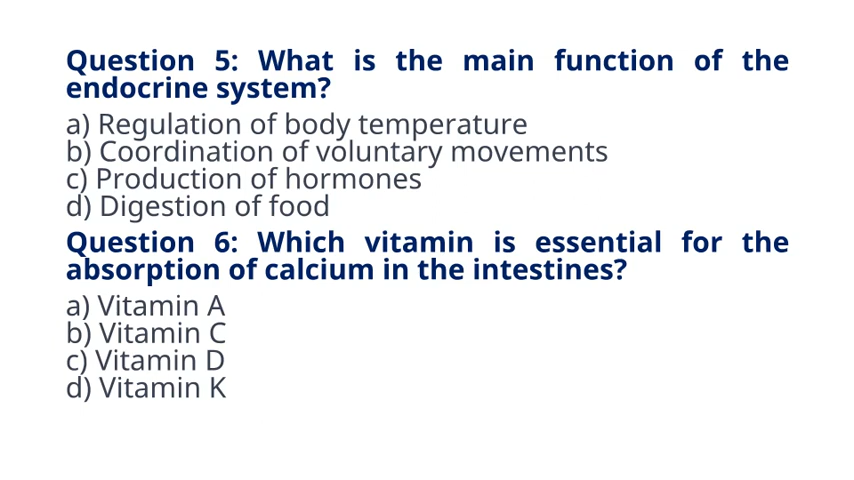 Question 5: What is the main function of the
endocrine system?
a) Regulation of body temperature
b) Coordination of voluntary movements
c) Production of hormones
d) Digestion of food
Question 6: Which vitamin is essential for the
absorption of calcium in the intestines?
a) Vitamin A
b) Vitamin C
c) Vitamin D
d) Vitamin K